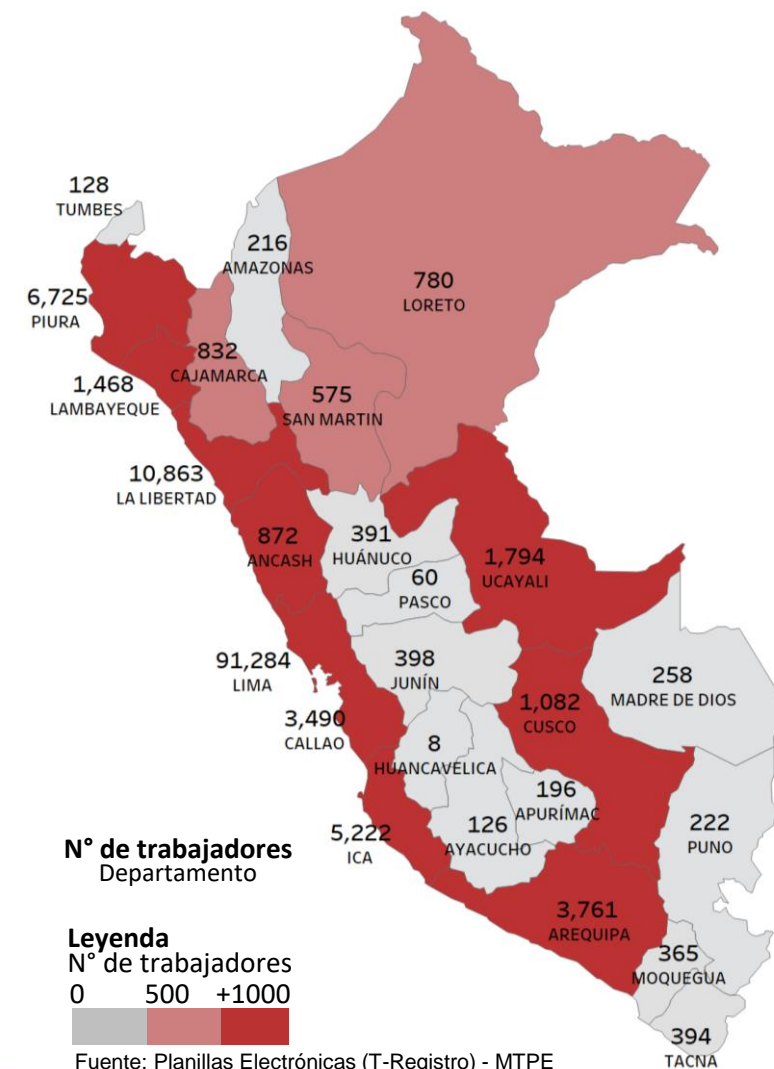 128
TUMBES
216
AMAZONAS
780
LORETO
6,725
PIURA
832
CAJAMARCA
1,468
LAMBAYEQUE
575
SAN MARTIN
10,863
LA LIBERTAD
872
ANCASH
391
HUÁNUCO
1,794
UCAYALI
60
PASCO
91,284
LIMA
398
JUNÍN
258
MADRE DE DIOS
3,490
CALLAO
1,082
CUSCO
8
HUANCAVELICA
196
APURÍMAC
5,222
ICA
126
AYACUCHO
222
PUNO
3,761
AREQUIPA
365
MOQUEGUA
394
TACNA
N° de trabajadores
Departamento
Leyenda
N° de trabajadores
0 500 +1000
Fuente: Planillas Electrónicas (T-Registro) - MTPE